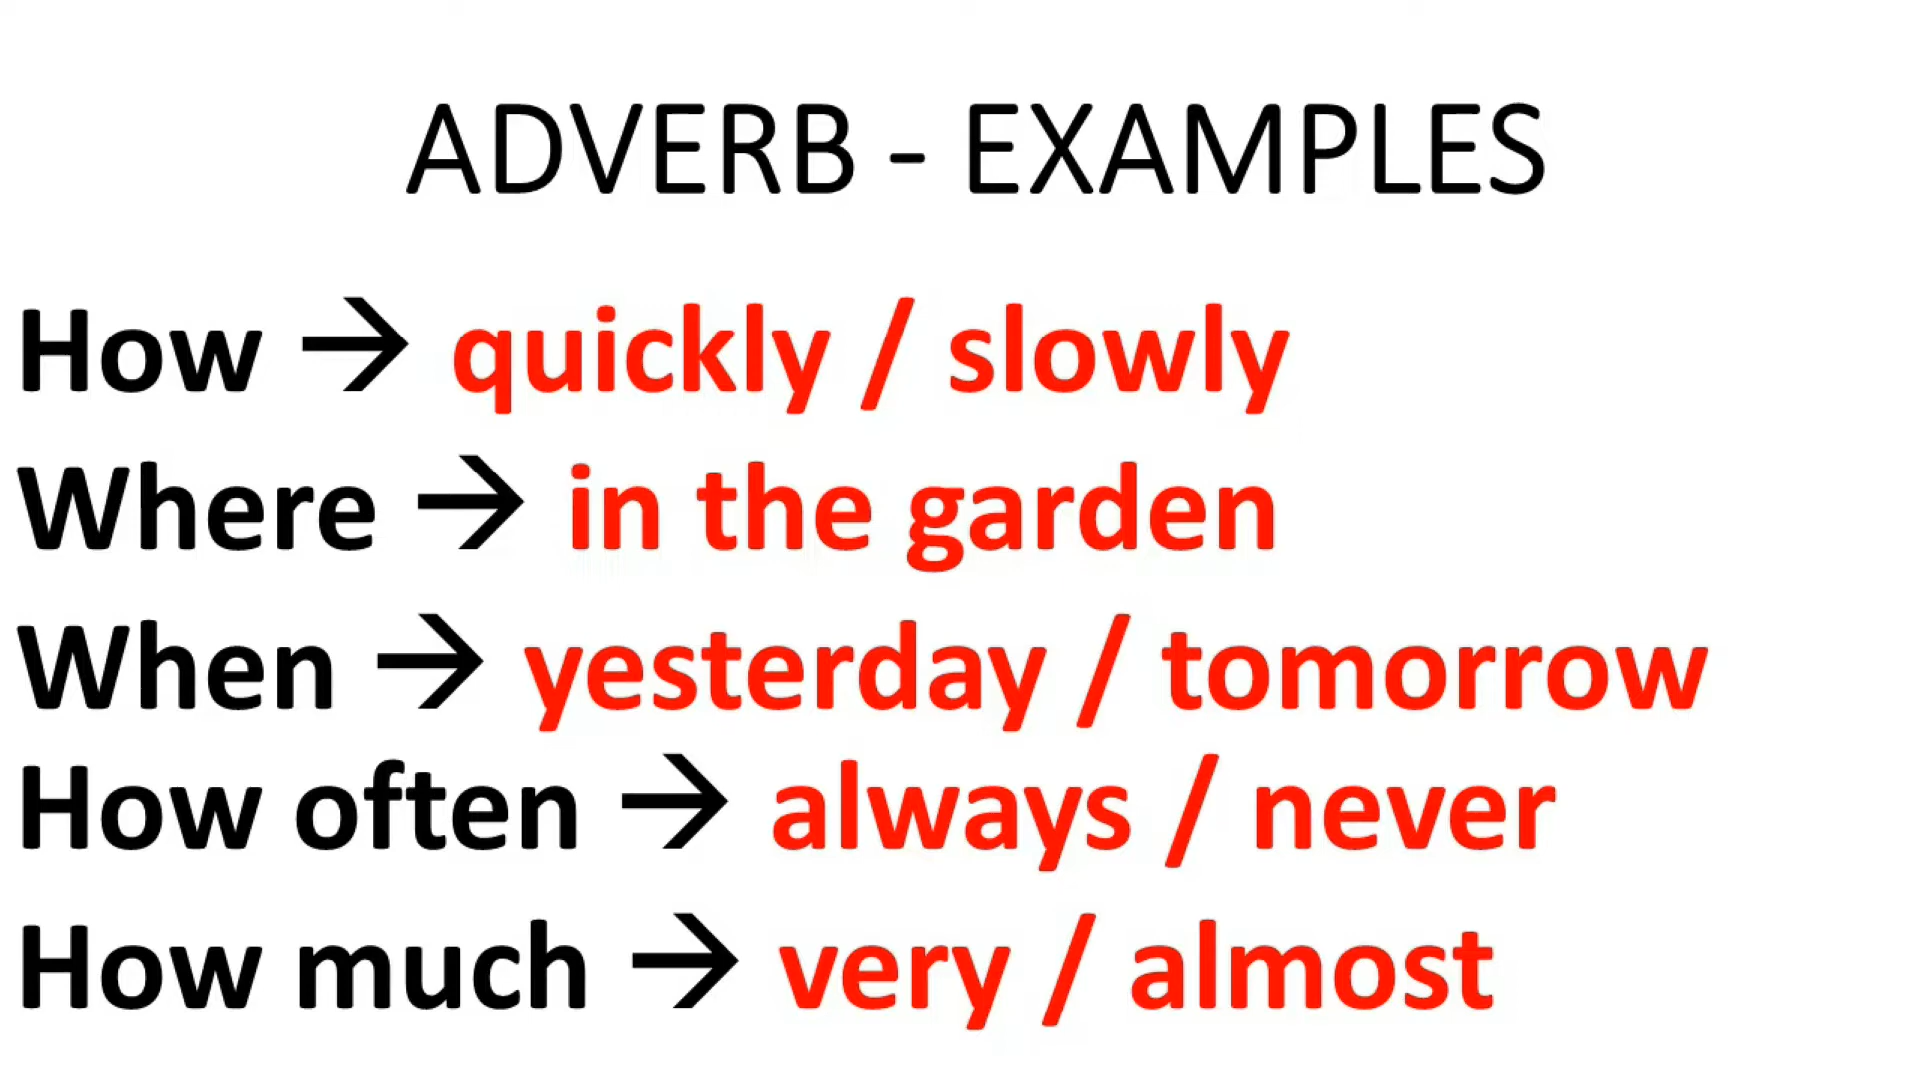 ADVERB - EXAMPLES
How → quickly / slowly
Where → in the garden
When → yesterday / tomorrow
How often → always / never
How much → very / almost